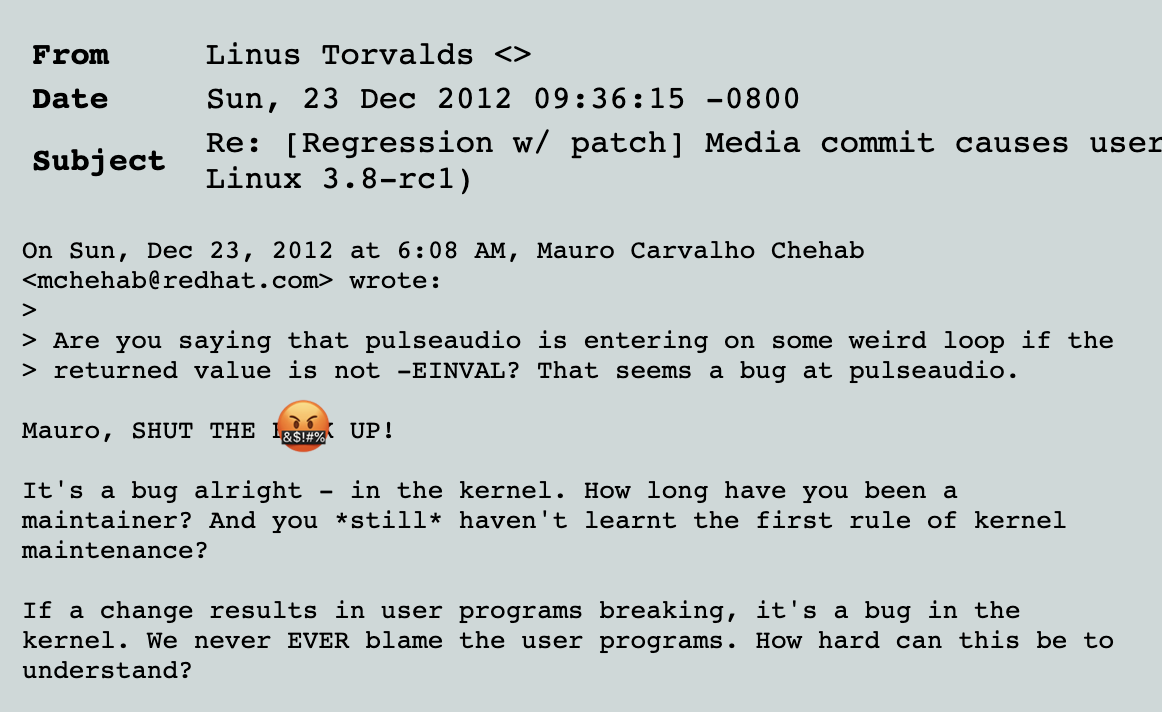 From Linus Torvalds <>
Date Sun, 23 Dec 2012 09:36:15 -0800
Subject Re: [Regression w/ patch] Media commit causes user
Linux 3.8-rc1)
On Sun, Dec 23, 2012 at 6:08 AM, Mauro Carvalho Chehab
<mchehab@redhat.com> wrote:
>
> Are you saying that pulseaudio is entering on some weird loop if the
> returned value is not -EINVAL? That seems a bug at pulseaudio.
Mauro, SHUT THE &$!#% UP!
It's a bug alright - in the kernel. How long have you been a
maintainer? And you *still* haven't learnt the first rule of kernel
maintenance?
If a change results in user programs breaking, it's a bug in the
kernel. We never EVER blame the user programs. How hard can this be to
understand?